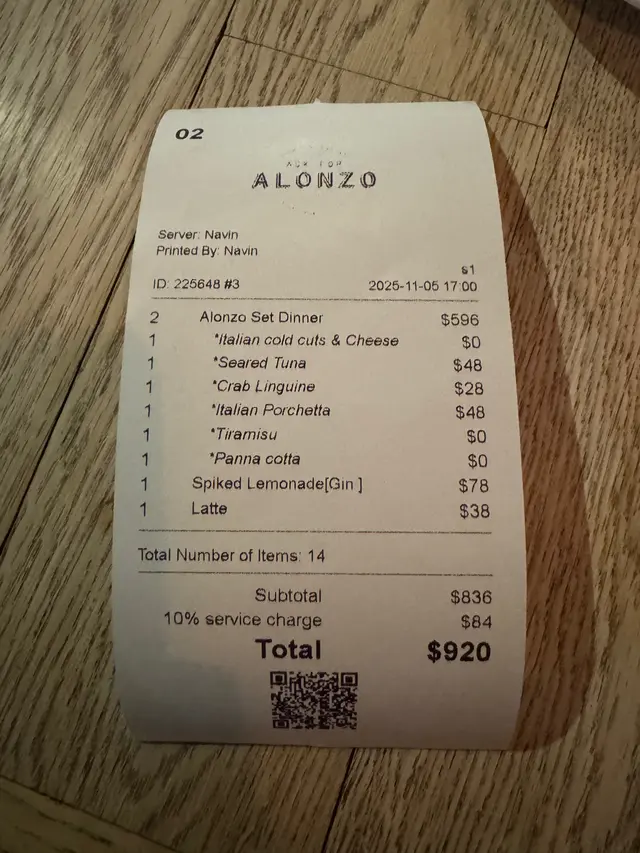 02
ALONZO
Server: Navin
Printed By: Navin
s1
ID: 225648 #3 2025-11-05 17:00
2 Alonzo Set Dinner $596
1 *Italian cold cuts & Cheese $0
1 *Seared Tuna $48
1 *Crab Linguine $28
1 *Italian Porchetta $48
1 *Tiramisu $0
1 *Panna cotta $0
1 Spiked Lemonade[Gin ] $78
1 Latte $38
Total Number of Items: 14
Subtotal $836
10% service charge $84
Total $920